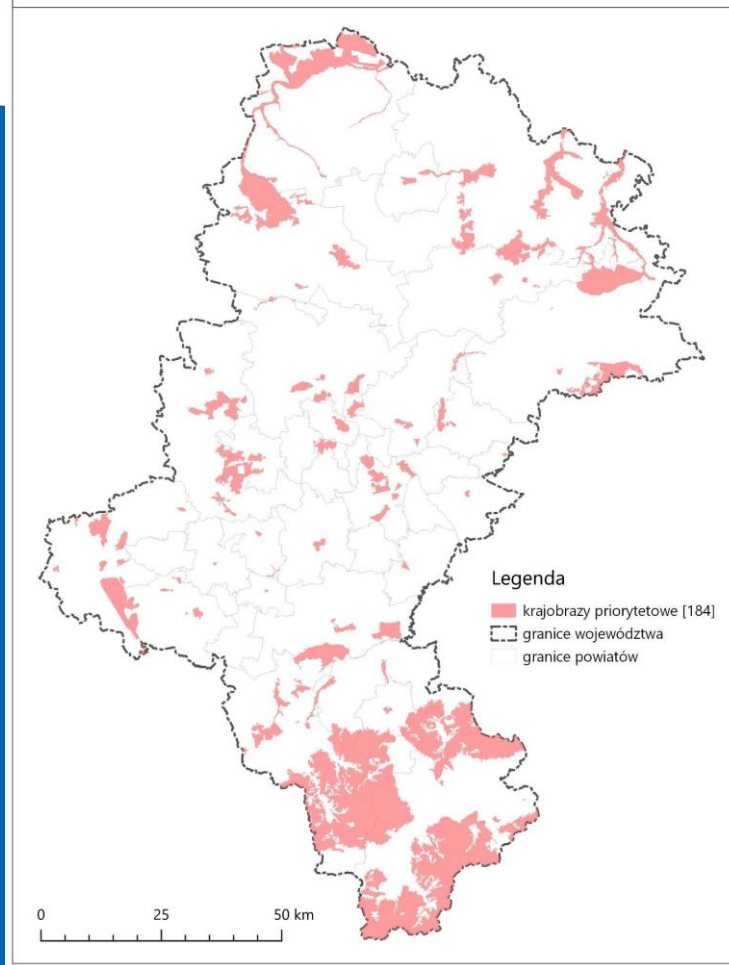 Legenda
krajobrazy priorytetowe [184]
granice województwa
granice powiatów
0 25 50 km